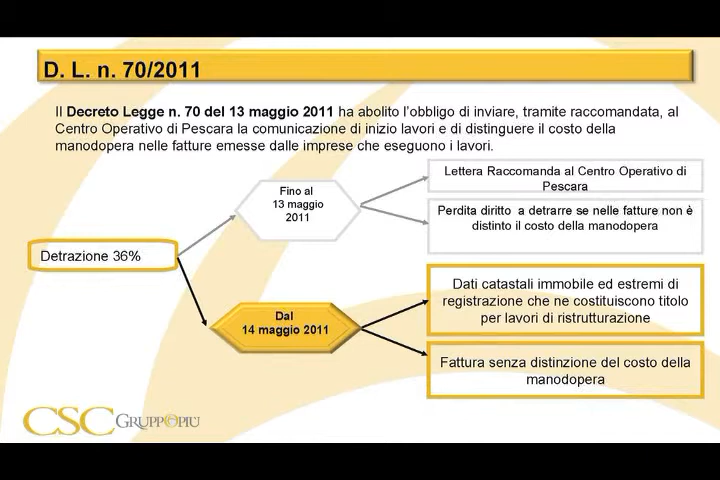 D. L. n. 70/2011
Il Decreto Legge n. 70 del 13 maggio 2011 ha abolito l'obbligo di inviare, tramite raccomandata, al
Centro Operativo di Pescara la comunicazione di inizio lavori e di distinguere il costo della
manodopera nelle fatture emesse dalle imprese che eseguono i lavori.
Lettera Raccomanda al Centro Operativo di
Pescara
Fino al
13 maggio
2011
Perdita diritto a detrarre se nelle fatture non è
distinto il costo della manodopera
Detrazione 36%
Dati catastali immobile ed estremi di
registrazione che ne costituiscono titolo
per lavori di ristrutturazione
Dal
14 maggio 2011
Fattura senza distinzione del costo della
manodopera
CSC GRUPPOPIU